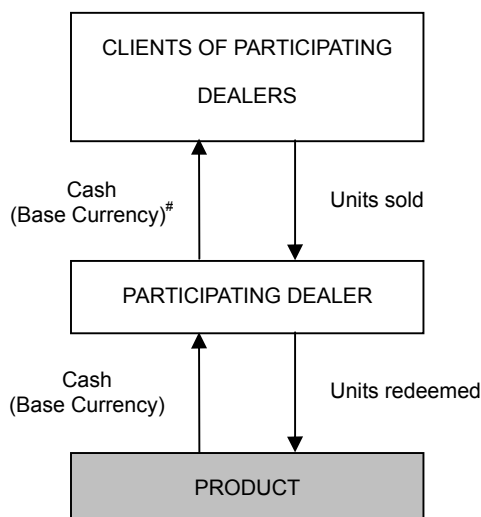 CLIENTS OF PARTICIPATING
DEALERS
Cash
(Base Currency)#
Units sold
PARTICIPATING DEALER
Cash
(Base Currency)
Units redeemed
PRODUCT